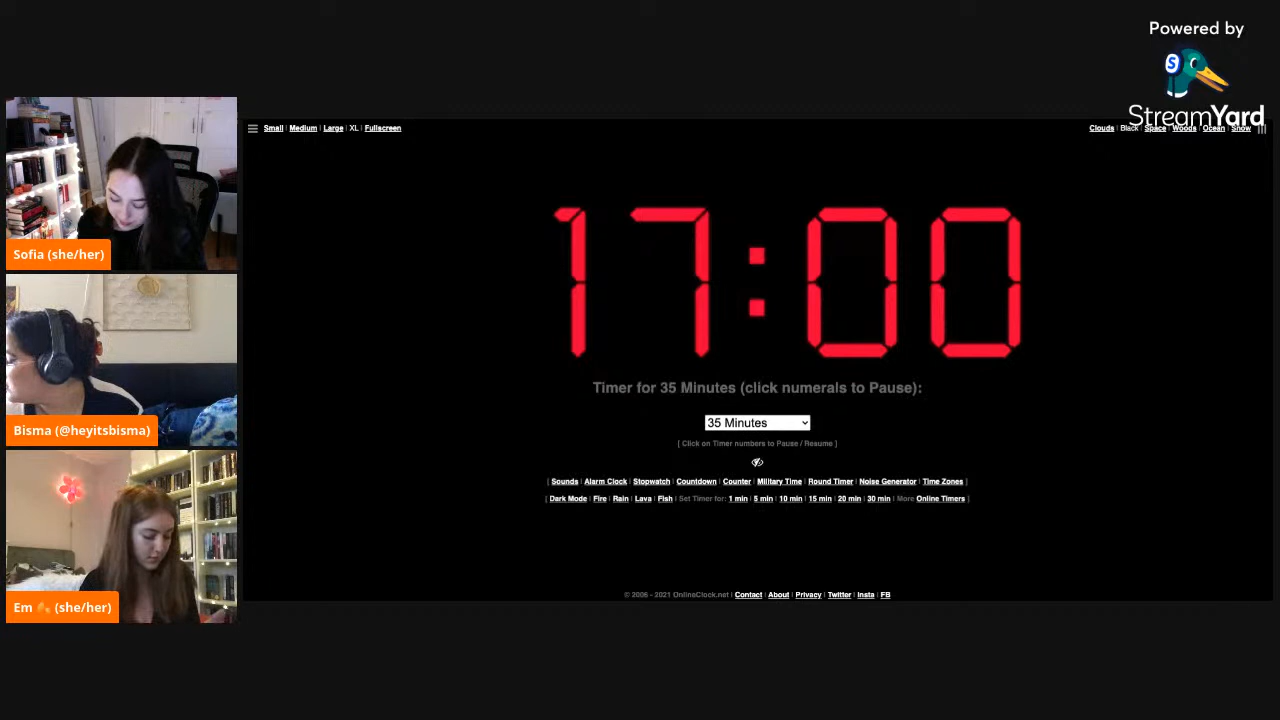 Powered by
S
StreamYard
Small | Medium | Large | XL | Fullscreen
Clouds | Black | Space | Woods | Ocean | Snow
17:00
Timer for 35 Minutes (click numerals to Pause):
35 Minutes
[ Click on Timer numbers to Pause / Resume ]
[ Sounds | Alarm Clock | Stopwatch | Countdown | Counter | Military Time | Round Timer | Noise Generator | Time Zones ]
[ Dark Mode | Fire | Rain | Lava | Fish | Set Timer for: 1 min | 5 min | 10 min | 15 min | 20 min | 30 min | More Online Timers ]
© 2006 - 2021 OnlineClock.net | Contact | About | Privacy | Twitter | Insta | FB
Sofia (she/her)
Bisma (@heyitsbisma)
Em 🍂 (she/her)